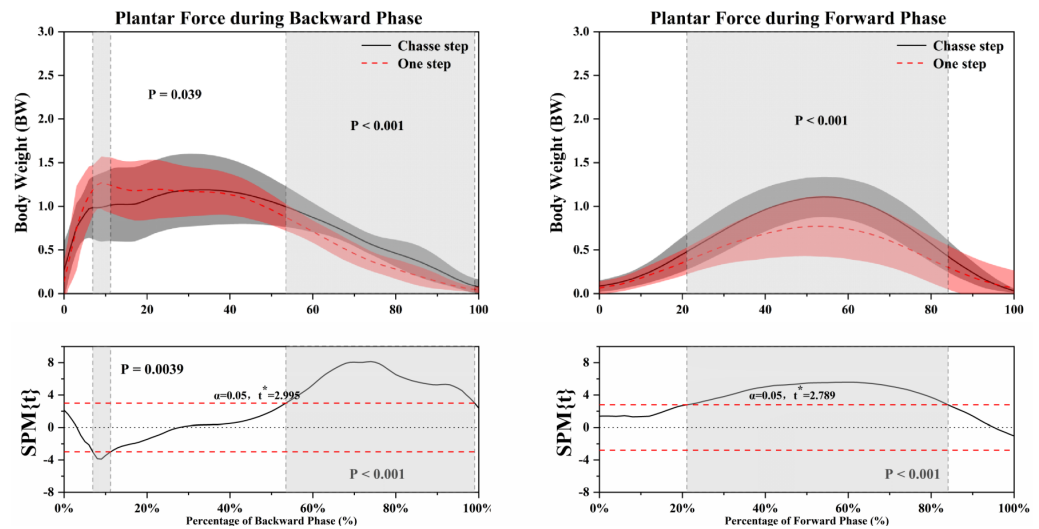 Plantar Force during Backward Phase
Body Weight (BW)
3.0
2.5
2.0
1.5
1.0
0.5
0.0
Chasse step
One step
P = 0.039
P < 0.001
0
20
40
60
80
100
SPM{t}
8
4
0
-4
-8
P = 0.0039
α=0.05, t*=2.995
P < 0.001
0%
20%
40%
60%
80%
100%
Percentage of Backward Phase (%)
Plantar Force during Forward Phase
Body Weight (BW)
3.0
2.5
2.0
1.5
1.0
0.5
0.0
Chasse step
One step
P < 0.001
0
20
40
60
80
100
SPM{t}
8
4
0
-4
-8
α=0.05, t*=2.789
P < 0.001
0%
20%
40%
60%
80%
100%
Percentage of Forward Phase (%)